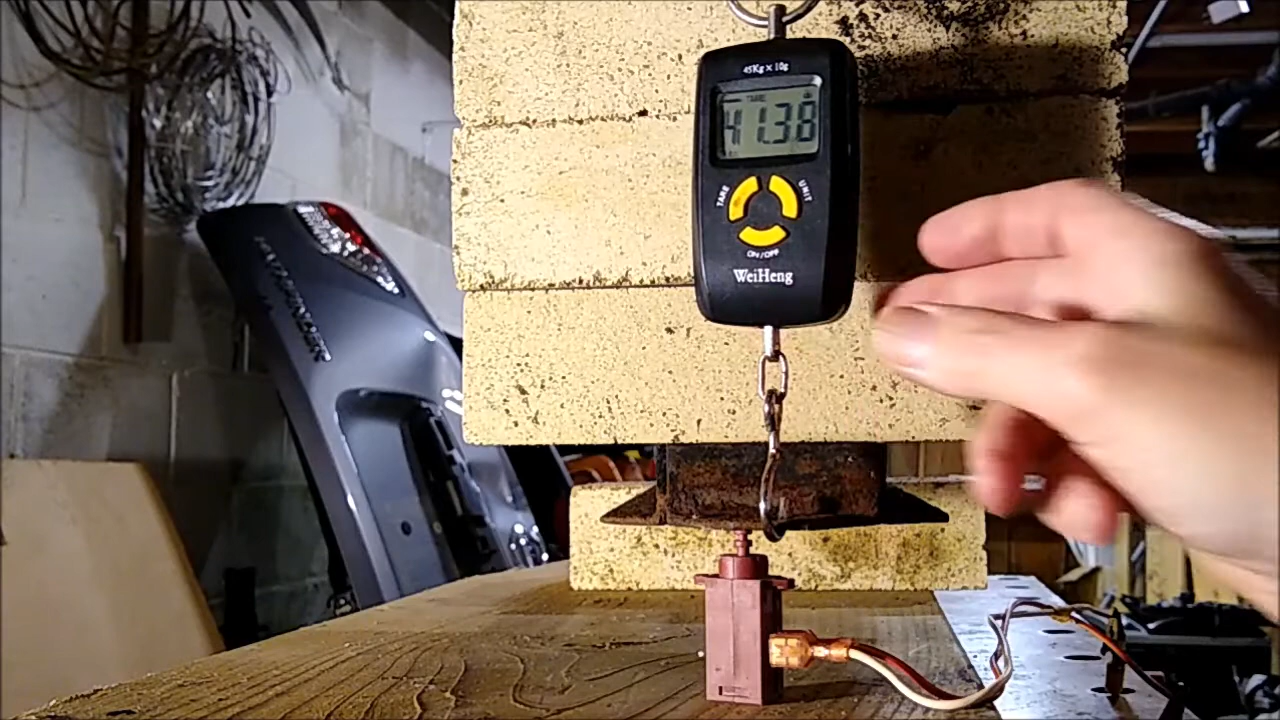 45Kg × 10g
TARE
41.38
TARE
UNIT
ON/OFF
WeiHeng